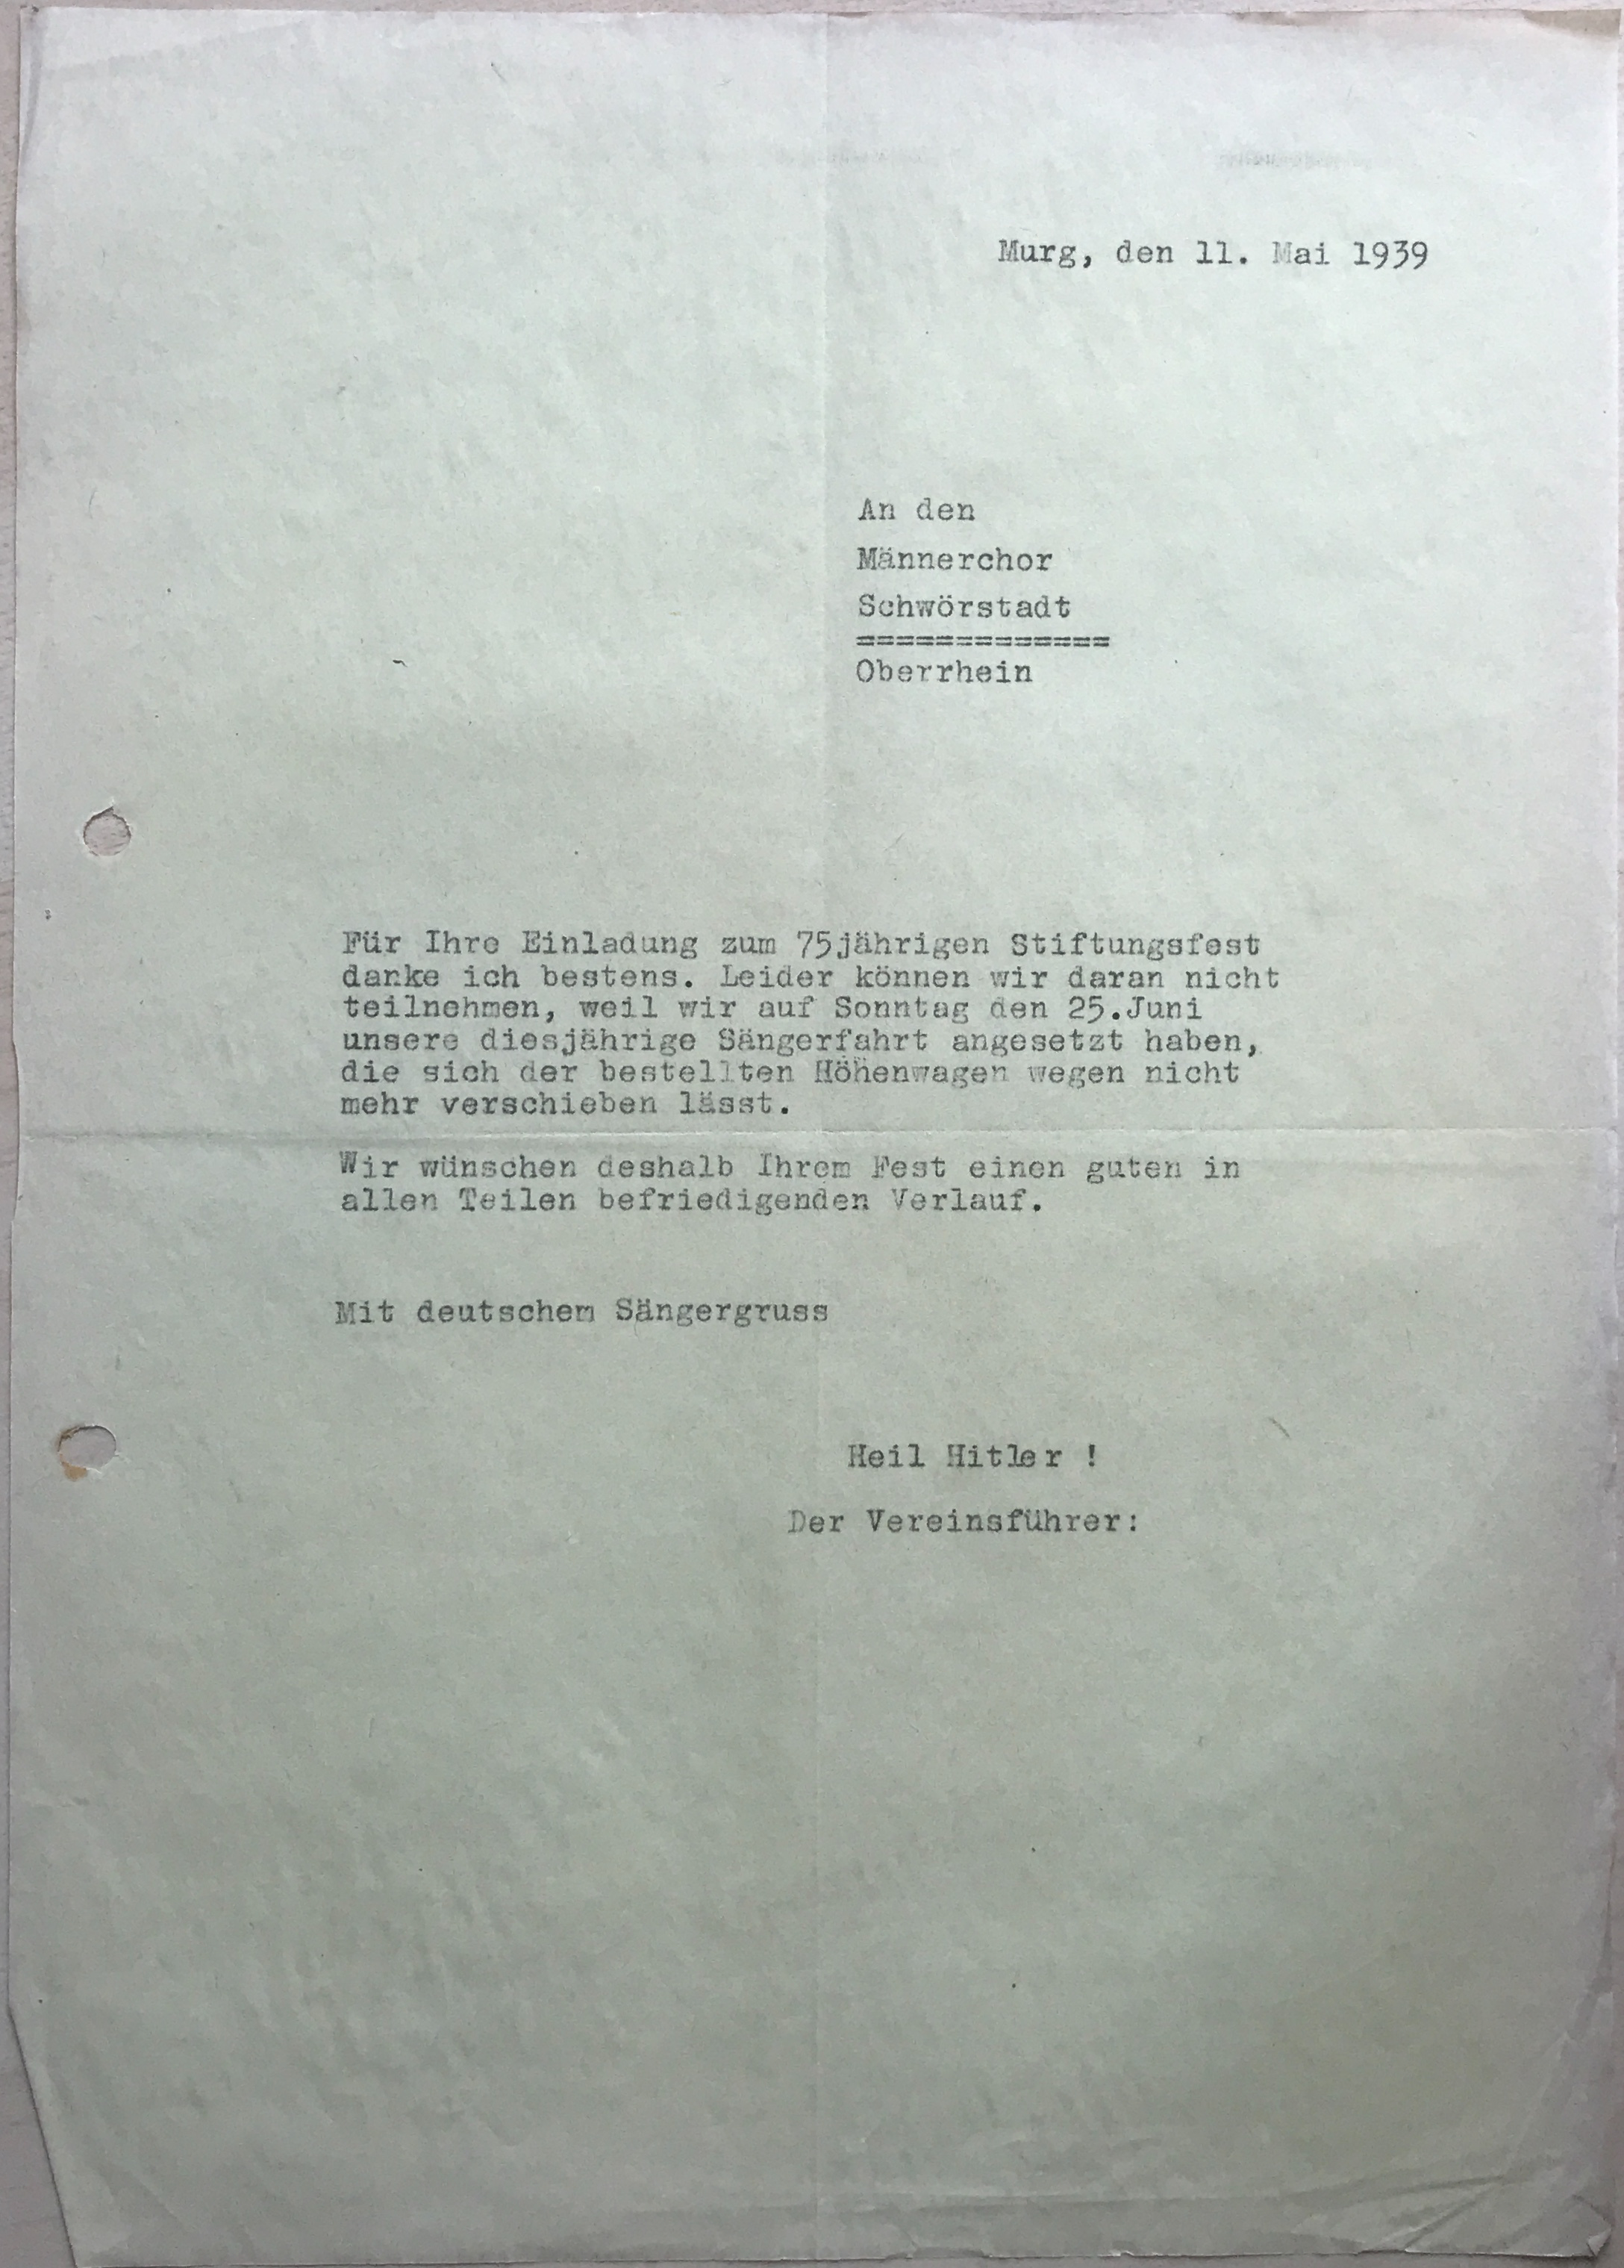 Murg, den 11. Mai 1939
An den
Männerchor
Schwörstadt
=============
Oberrhein
Für Ihre Einladung zum 75jährigen Stiftungsfest
danke ich bestens. Leider können wir daran nicht
teilnehmen, weil wir auf Sonntag den 25.Juni
unsere diesjährige Sängerfahrt angesetzt haben,
die sich der bestellten Höhenwagen wegen nicht
mehr verschieben lässt.
Wir wünschen deshalb Ihrem Fest einen guten in
allen Teilen befriedigenden Verlauf.
Mit deutschem Sängergruss
Heil Hitler !
Der Vereinsführer: